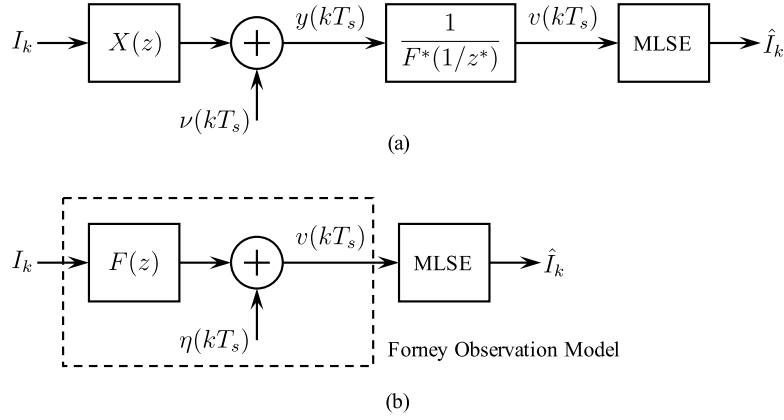 I_k X(z) + y(kT_s) 1/F*(1/z*) v(kT_s) MLSE Î_k
ν(kT_s)
(a)
I_k F(z) + v(kT_s) MLSE Î_k
η(kT_s)
Forney Observation Model
(b)